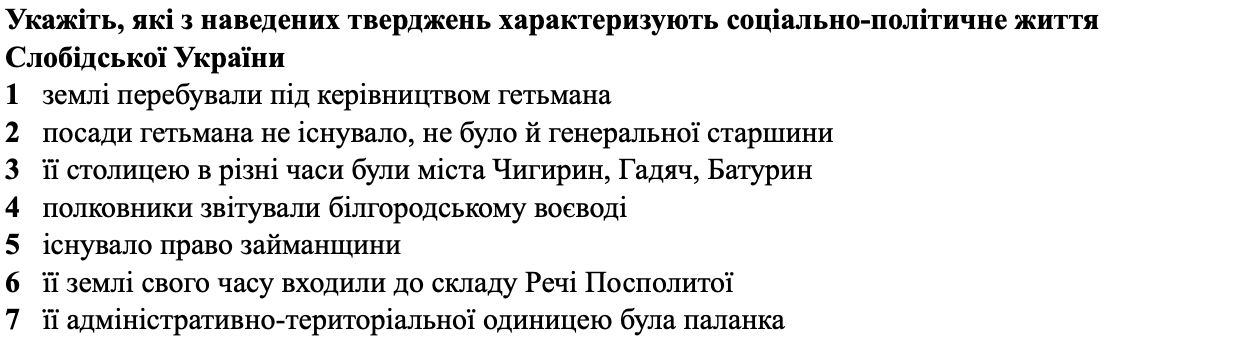 Укажіть, які з наведених тверджень характеризують соціально-політичне життя
Слобідської України
1 землі перебували під керівництвом гетьмана
2 посади гетьмана не існувало, не було й генеральної старшини
3 її столицею в різні часи були міста Чигирин, Гадяч, Батурин
4 полковники звітували білгородському воєводі
5 існувало право займанщини
6 її землі свого часу входили до складу Речі Посполитої
7 її адміністративно-територіальної одиницею була паланка